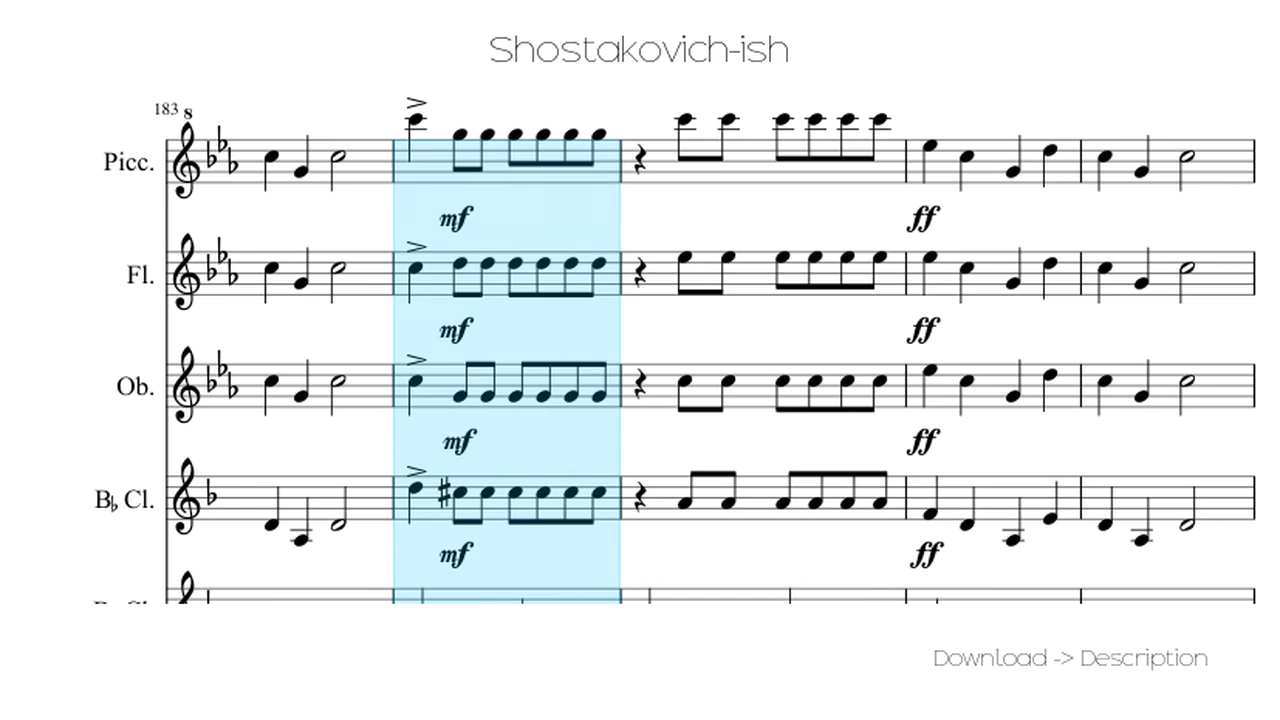 Shostakovich-ish
183 8
Picc.
mf
ff
Fl.
mf
ff
Ob.
mf
ff
B♭ Cl.
mf
ff
Download -> Description